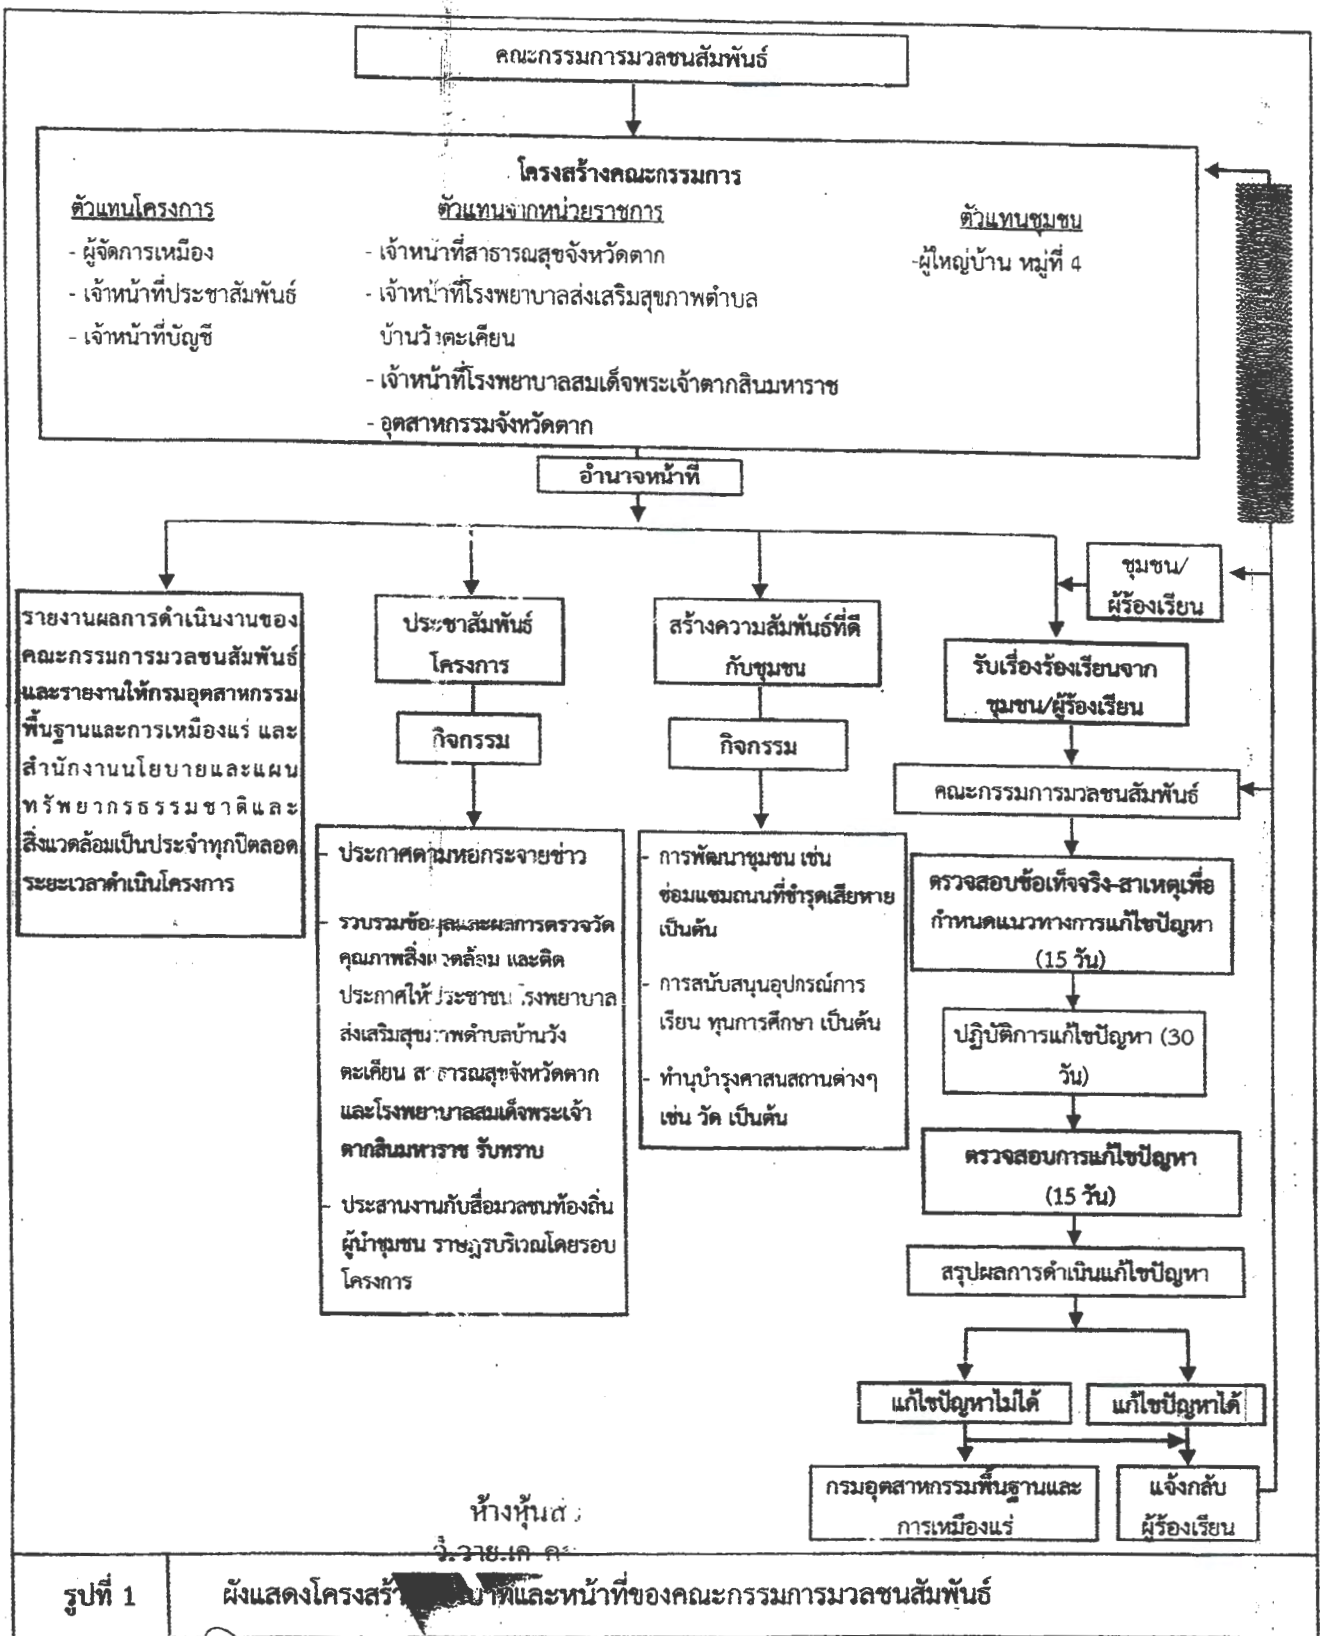 คณะกรรมการมวลชนสัมพันธ์
โครงสร้างคณะกรรมการ
ตัวแทนโครงการ
- ผู้จัดการเหมือง
- เจ้าหน้าที่ประชาสัมพันธ์
- เจ้าหน้าที่บัญชี
ตัวแทนจากหน่วยราชการ
- เจ้าหน้าที่สาธารณสุขจังหวัดตาก
- เจ้าหน้าที่โรงพยาบาลส่งเสริมสุขภาพตำบล
บ้านวังตะเคียน
- เจ้าหน้าที่โรงพยาบาลสมเด็จพระเจ้าตากสินมหาราช
- อุตสาหกรรมจังหวัดตาก
ตัวแทนชุมชน
-ผู้ใหญ่บ้าน หมู่ที่ 4
อำนาจหน้าที่
รายงานผลการดำเนินงานของ
คณะกรรมการมวลชนสัมพันธ์
และรายงานให้กรมอุตสาหกรรม
พื้นฐานและการเหมืองแร่ และ
สำนักงานนโยบายและแผน
ทรัพยากรธรรมชาติและ
สิ่งแวดล้อมเป็นประจำทุกปีตลอด
ระยะเวลาดำเนินโครงการ
ประชาสัมพันธ์
โครงการ
กิจกรรม
- ประกาศตามหอกระจายข่าว
- รวบรวมข้อมูลและผลการตรวจวัด
คุณภาพสิ่งแวดล้อม และติด
ประกาศให้ประชาชน โรงพยาบาล
ส่งเสริมสุขภาพตำบลบ้านวัง
ตะเคียน สาธารณสุขจังหวัดตาก
และโรงพยาบาลสมเด็จพระเจ้า
ตากสินมหาราช รับทราบ
- ประสานงานกับสื่อมวลชนท้องถิ่น
ผู้นำชุมชน ราษฎรบริเวณโดยรอบ
โครงการ
สร้างความสัมพันธ์ที่ดี
กับชุมชน
กิจกรรม
- การพัฒนาชุมชน เช่น
ซ่อมแซมถนนที่ชำรุดเสียหาย
เป็นต้น
- การสนับสนุนอุปกรณ์การ
เรียน ทุนการศึกษา เป็นต้น
- ทำนุบำรุงศาสนสถานต่างๆ
เช่น วัด เป็นต้น
ชุมชน/
ผู้ร้องเรียน
รับเรื่องร้องเรียนจาก
ชุมชน/ผู้ร้องเรียน
คณะกรรมการมวลชนสัมพันธ์
ตรวจสอบข้อเท็จจริง-สาเหตุเพื่อ
กำหนดแนวทางการแก้ไขปัญหา
(15 วัน)
ปฏิบัติการแก้ไขปัญหา (30
วัน)
ตรวจสอบการแก้ไขปัญหา
(15 วัน)
สรุปผลการดำเนินแก้ไขปัญหา
แก้ไขปัญหาไม่ได้
แก้ไขปัญหาได้
กรมอุตสาหกรรมพื้นฐานและ
การเหมืองแร่
แจ้งกลับ
ผู้ร้องเรียน
ห้างหุ้น
รูปที่ 1
ผังแสดงโครงสร้าง และหน้าที่ของคณะกรรมการมวลชนสัมพันธ์